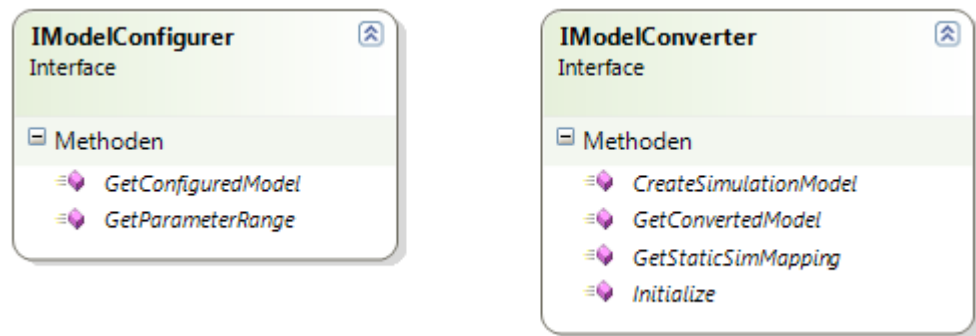 IModelConfigurer
Interface
Methoden
GetConfiguredModel
GetParameterRange
IModelConverter
Interface
Methoden
CreateSimulationModel
GetConvertedModel
GetStaticSimMapping
Initialize